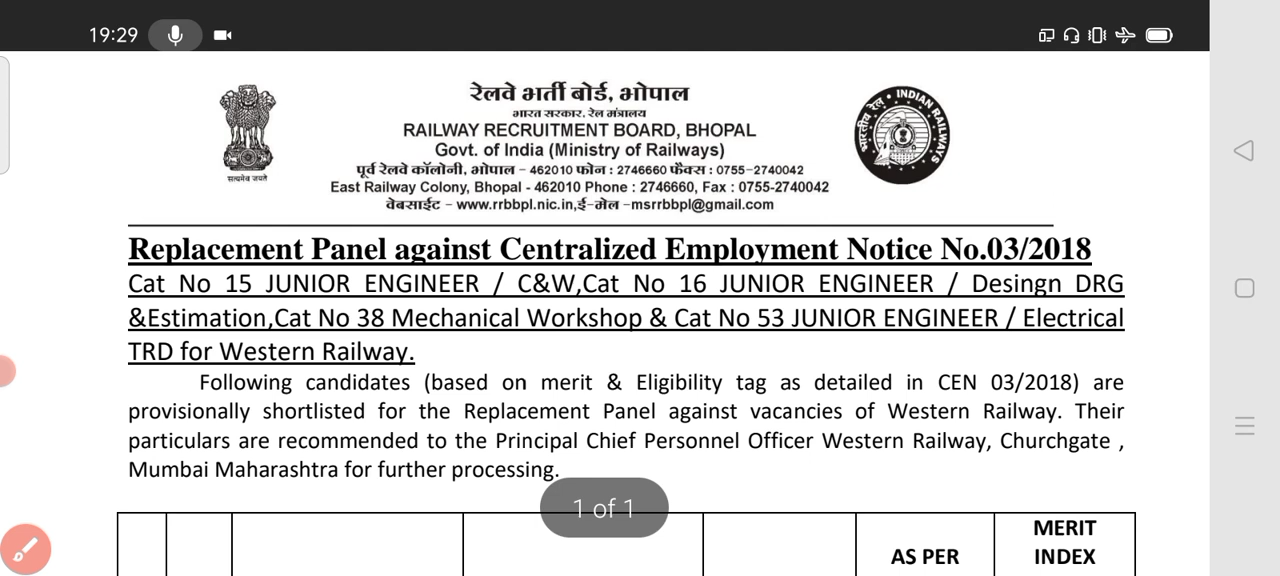 19:29
रेलवे भर्ती बोर्ड, भोपाल
भारत सरकार, रेल मंत्रालय
RAILWAY RECRUITMENT BOARD, BHOPAL
Govt. of India (Ministry of Railways)
पूर्व रेलवे कॉलोनी, भोपाल – 462010 फोन : 2746660 फैक्स : 0755-2740042
East Railway Colony, Bhopal - 462010 Phone : 2746660, Fax : 0755-2740042
वेबसाईट – www.rrbbpl.nic.in,ई-मेल –msrrbbpl@gmail.com
सत्यमेव जयते
भारतीय रेल • INDIAN RAILWAYS
Replacement Panel against Centralized Employment Notice No.03/2018
Cat No 15 JUNIOR ENGINEER / C&W,Cat No 16 JUNIOR ENGINEER / Desingn DRG
&Estimation,Cat No 38 Mechanical Workshop & Cat No 53 JUNIOR ENGINEER / Electrical
TRD for Western Railway.
Following candidates (based on merit & Eligibility tag as detailed in CEN 03/2018) are
provisionally shortlisted for the Replacement Panel against vacancies of Western Railway. Their
particulars are recommended to the Principal Chief Personnel Officer Western Railway, Churchgate ,
Mumbai Maharashtra for further processing.
1 of 1
MERIT
AS PER INDEX